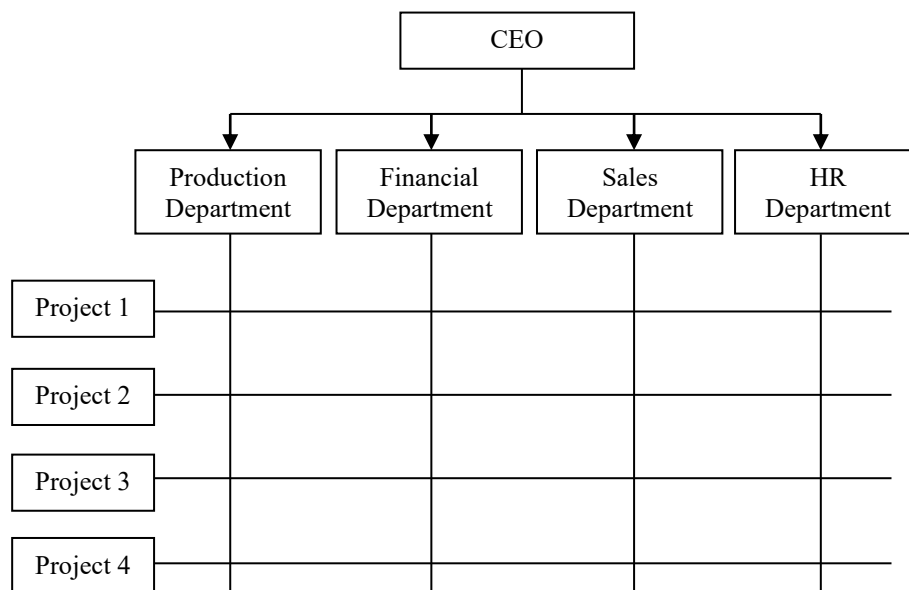 CEO
Production
Department
Financial
Department
Sales
Department
HR
Department
Project 1
Project 2
Project 3
Project 4